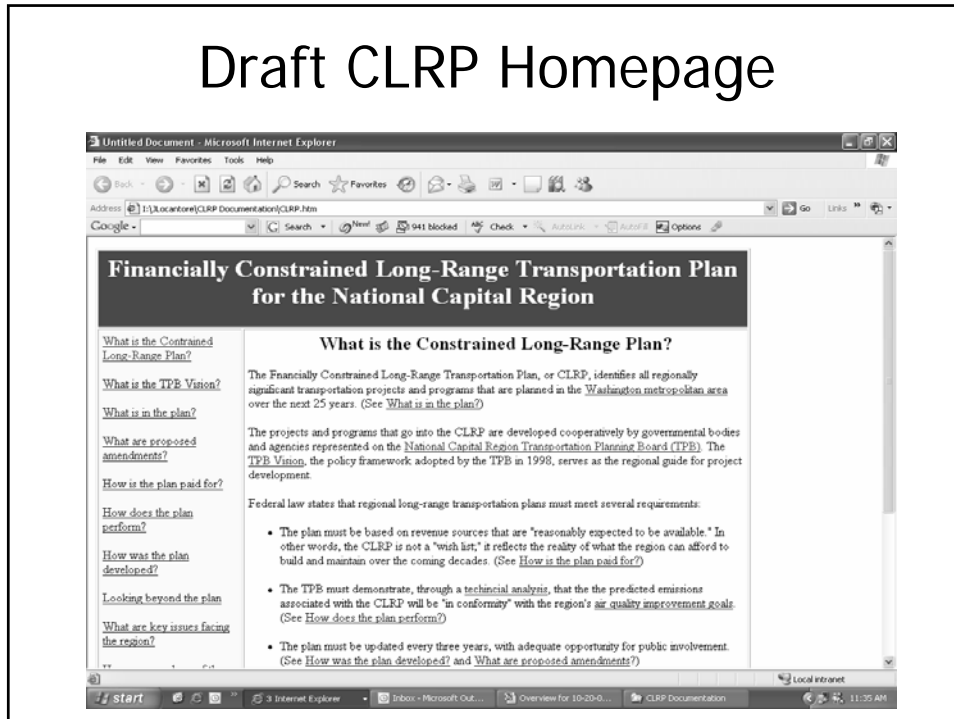 Draft CLRP Homepage
Untitled Document - Microsoft Internet Explorer
File Edit View Favorites Tools Help
Back Search Favorites
Address I:\JLocantore\CLRP Documentation\CLRP.htm Go Links »
Google - Search New! 941 blocked Check AutoLink AutoFill Options
Financially Constrained Long-Range Transportation Plan
for the National Capital Region
What is the Contrained
Long-Range Plan?
What is the TPB Vision?
What is in the plan?
What are proposed
amendments?
How is the plan paid for?
How does the plan
perform?
How was the plan
developed?
Looking beyond the plan
What are key issues facing
the region?
What is the Constrained Long-Range Plan?
The Fnancially Constrained Long-Range Transportation Plan, or CLRP, identifies all regionally
significant transportation projects and programs that are planned in the Washington metropolitan area
over the next 25 years. (See What is in the plan?)
The projects and programs that go into the CLRP are developed cooperatively by governmental bodies
and agencies represented on the National Capital Region Transportation Planning Board (TPB). The
TPB Vision, the policy framework adopted by the TPB in 1998, serves as the regional guide for project
development.
Federal law states that regional long-range transportation plans must meet several requirements:
• The plan must be based on revenue sources that are "reasonably expected to be available." In
other words, the CLRP is not a "wish list;" it reflects the reality of what the region can afford to
build and maintain over the coming decades. (See How is the plan paid for?)
• The TPB must demonstrate, through a techincial analysis, that the the predicted emissions
associated with the CLRP will be "in conformity" with the region's air quality improvement goals.
(See How does the plan perform?)
• The plan must be updated every three years, with adequate opportunity for public involvement.
(See How was the plan developed? and What are proposed amendments?)
Local intranet
start » 3 Internet Explorer Inbox - Microsoft Out... Overview for 10-20-0... CLRP Documentation 11:35 AM